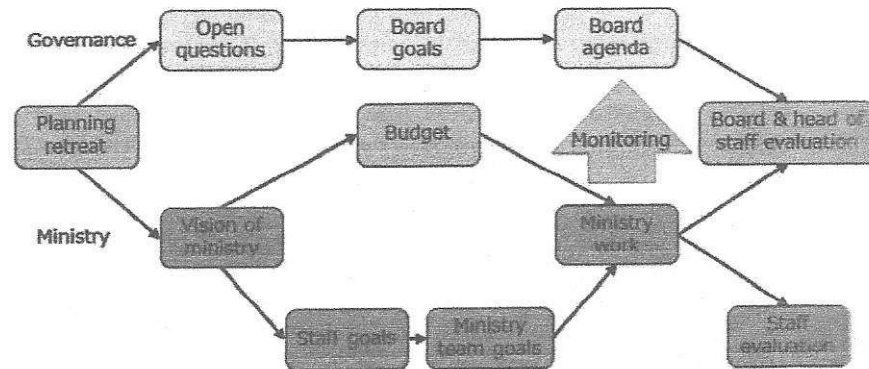 Governance
Open
questions
Board
goals
Board
agenda
Planning
retreat
Budget
Monitoring
Board & head of
staff evaluation
Ministry
Vision of
ministry
Ministry
work
Staff goals
Ministry
team goals
Staff
evaluation